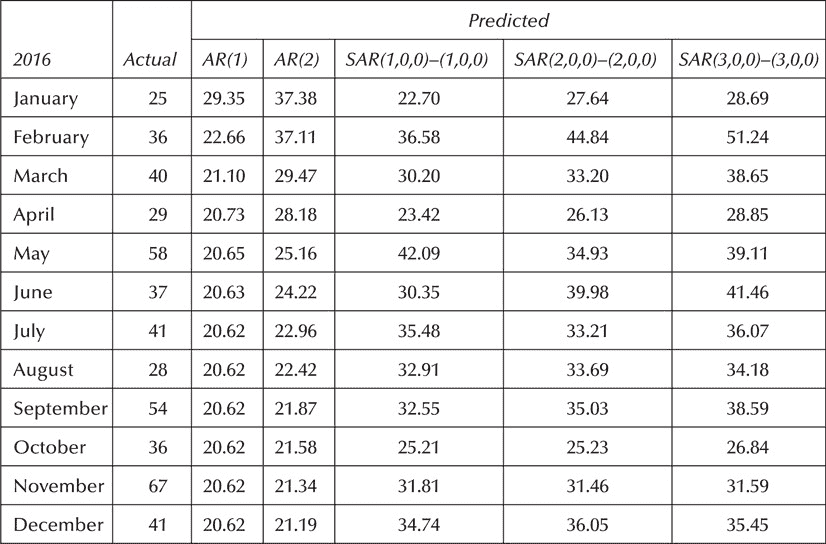 Predicted
2016 Actual AR(1) AR(2) SAR(1,0,0)–(1,0,0) SAR(2,0,0)–(2,0,0) SAR(3,0,0)–(3,0,0)
January 25 29.35 37.38 22.70 27.64 28.69
February 36 22.66 37.11 36.58 44.84 51.24
March 40 21.10 29.47 30.20 33.20 38.65
April 29 20.73 28.18 23.42 26.13 28.85
May 58 20.65 25.16 42.09 34.93 39.11
June 37 20.63 24.22 30.35 39.98 41.46
July 41 20.62 22.96 35.48 33.21 36.07
August 28 20.62 22.42 32.91 33.69 34.18
September 54 20.62 21.87 32.55 35.03 38.59
October 36 20.62 21.58 25.21 25.23 26.84
November 67 20.62 21.34 31.81 31.46 31.59
December 41 20.62 21.19 34.74 36.05 35.45